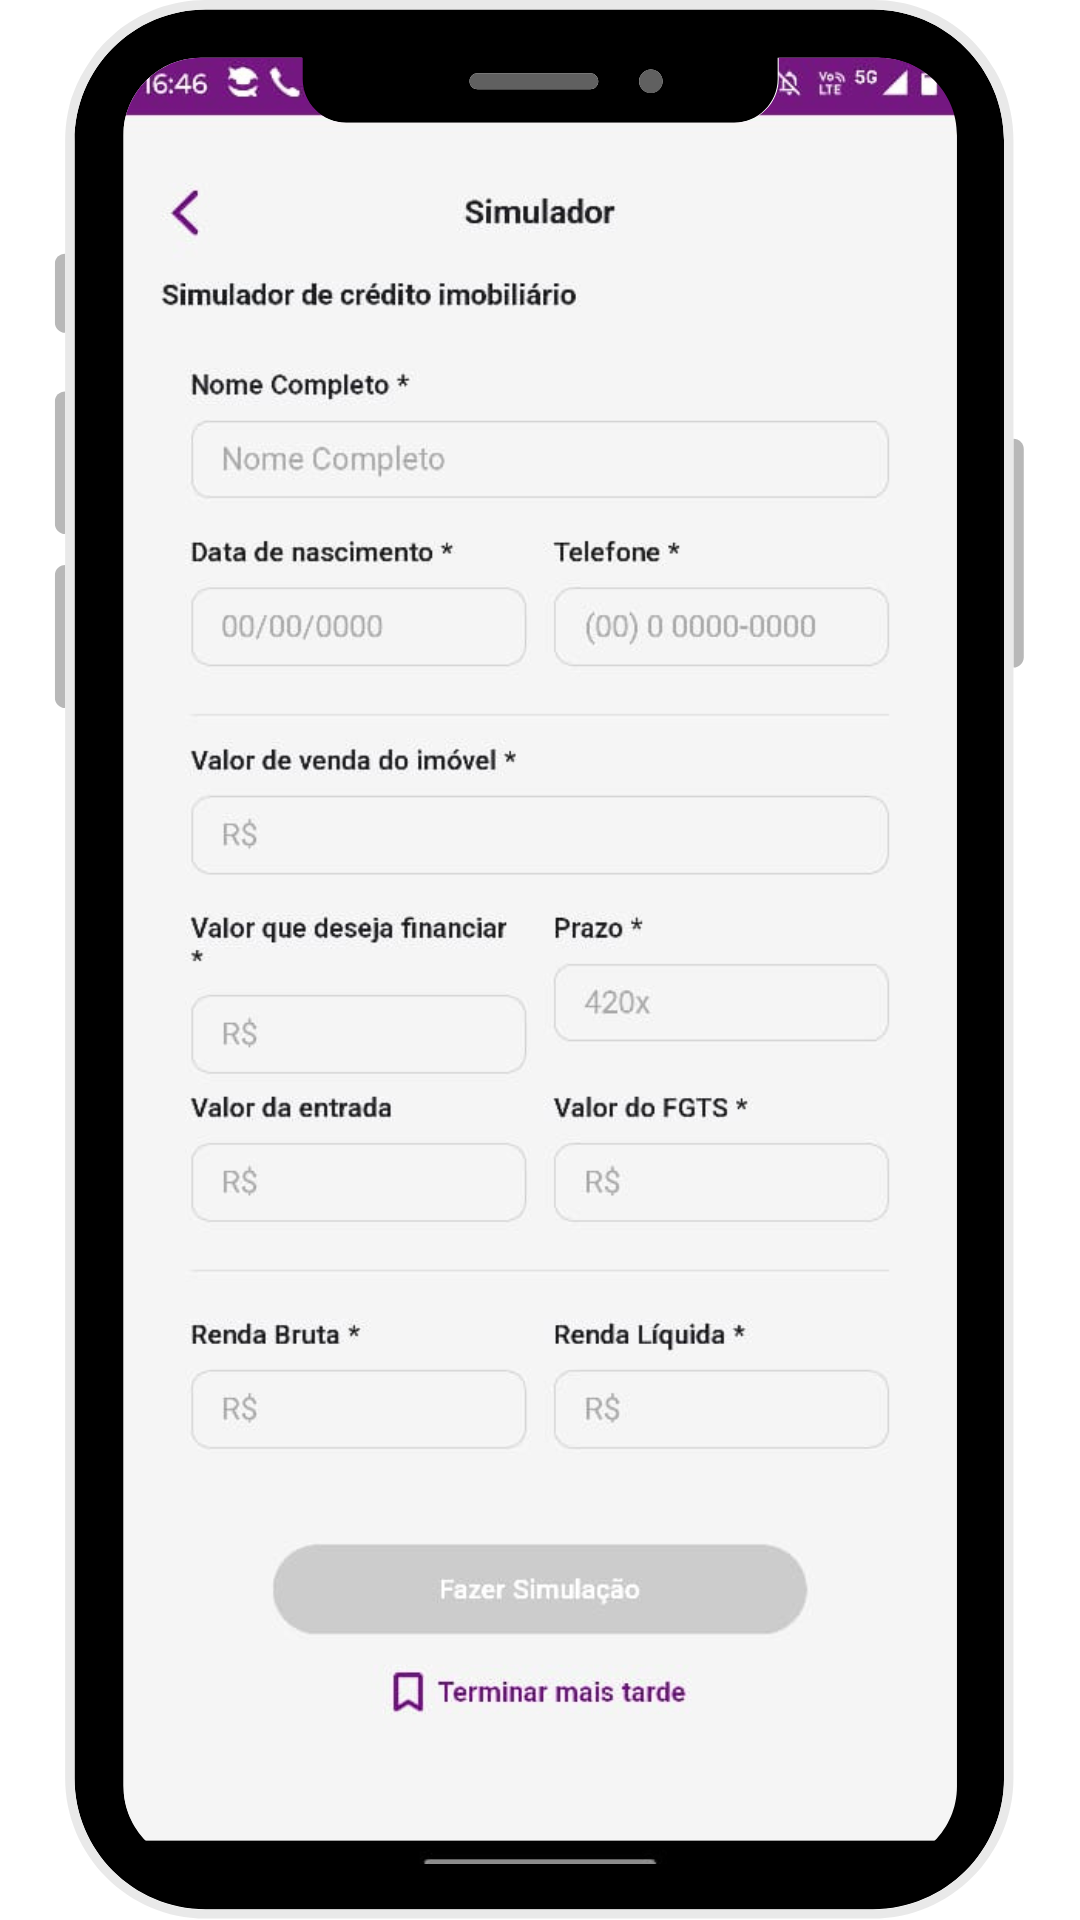 16:46 Vo LTE 5G
Simulador
Simulador de crédito imobiliário
Nome Completo *
Nome Completo
Data de nascimento * Telefone *
00/00/0000 (00) 0 0000-0000
Valor de venda do imóvel *
R$
Valor que deseja financiar * Prazo *
R$ 420x
Valor da entrada Valor do FGTS *
R$ R$
Renda Bruta * Renda Líquida *
R$ R$
Fazer Simulação
Terminar mais tarde